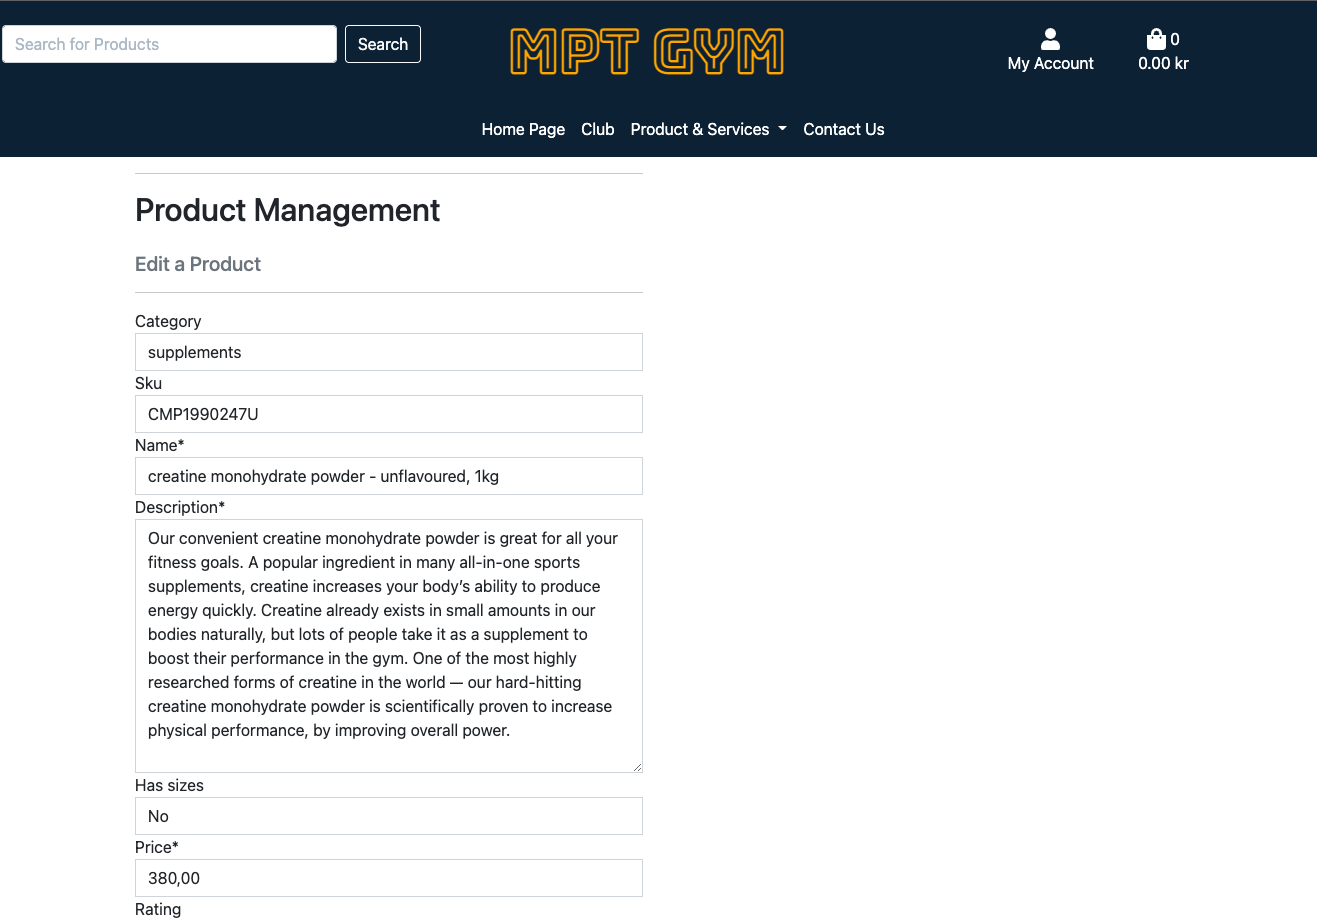 Search for Products
Search
MPT GYM
My Account
0
0.00 kr
Home Page
Club
Product & Services
Contact Us
Product Management
Edit a Product
Category
supplements
Sku
CMP1990247U
Name*
creatine monohydrate powder - unflavoured, 1kg
Description*
Our convenient creatine monohydrate powder is great for all your
fitness goals. A popular ingredient in many all-in-one sports
supplements, creatine increases your body’s ability to produce
energy quickly. Creatine already exists in small amounts in our
bodies naturally, but lots of people take it as a supplement to
boost their performance in the gym. One of the most highly
researched forms of creatine in the world — our hard-hitting
creatine monohydrate powder is scientifically proven to increase
physical performance, by improving overall power.
Has sizes
No
Price*
380,00
Rating